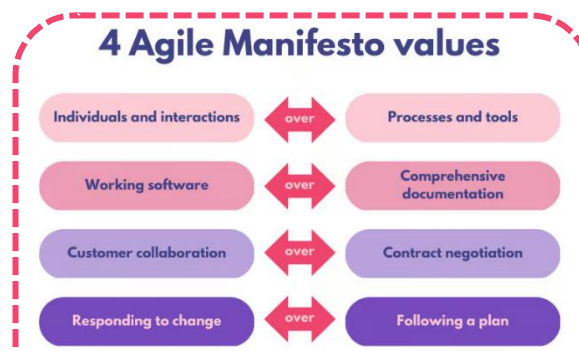 4 Agile Manifesto values
Individuals and interactions over Processes and tools
Working software over Comprehensive
documentation
Customer collaboration over Contract negotiation
Responding to change over Following a plan